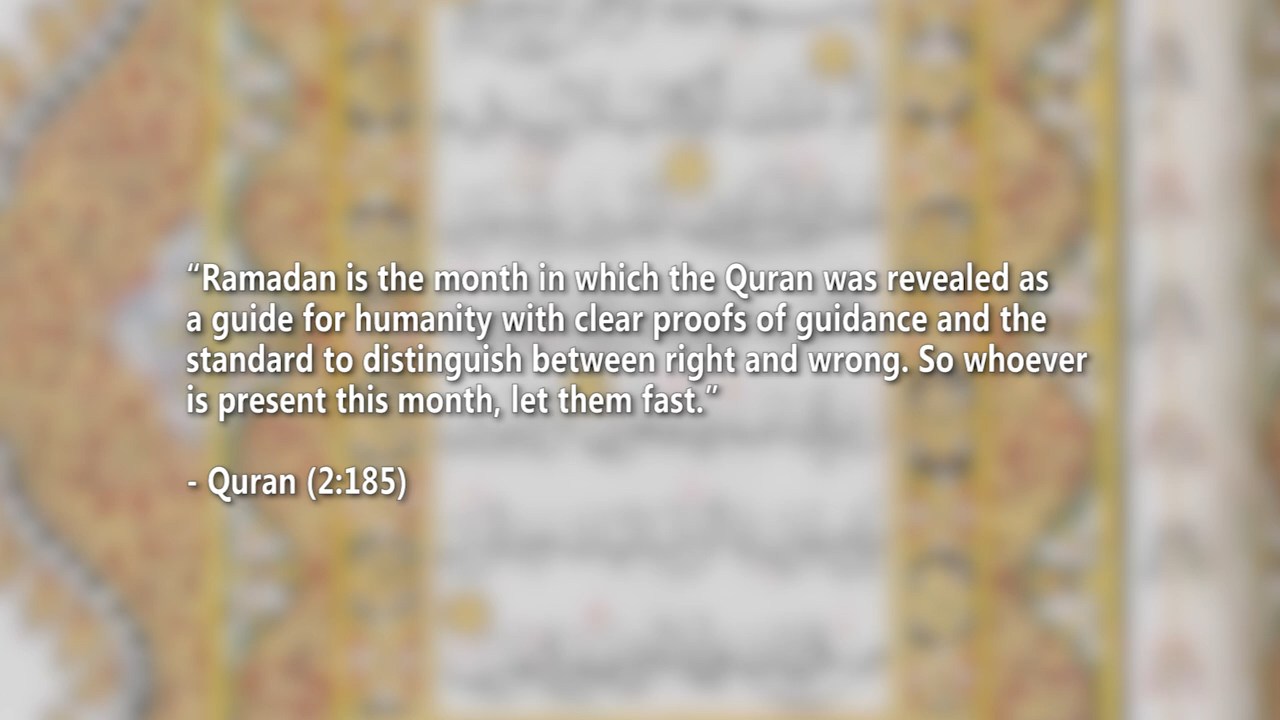 “Ramadan is the month in which the Quran was revealed as
a guide for humanity with clear proofs of guidance and the
standard to distinguish between right and wrong. So whoever
is present this month, let them fast.”
- Quran (2:185)